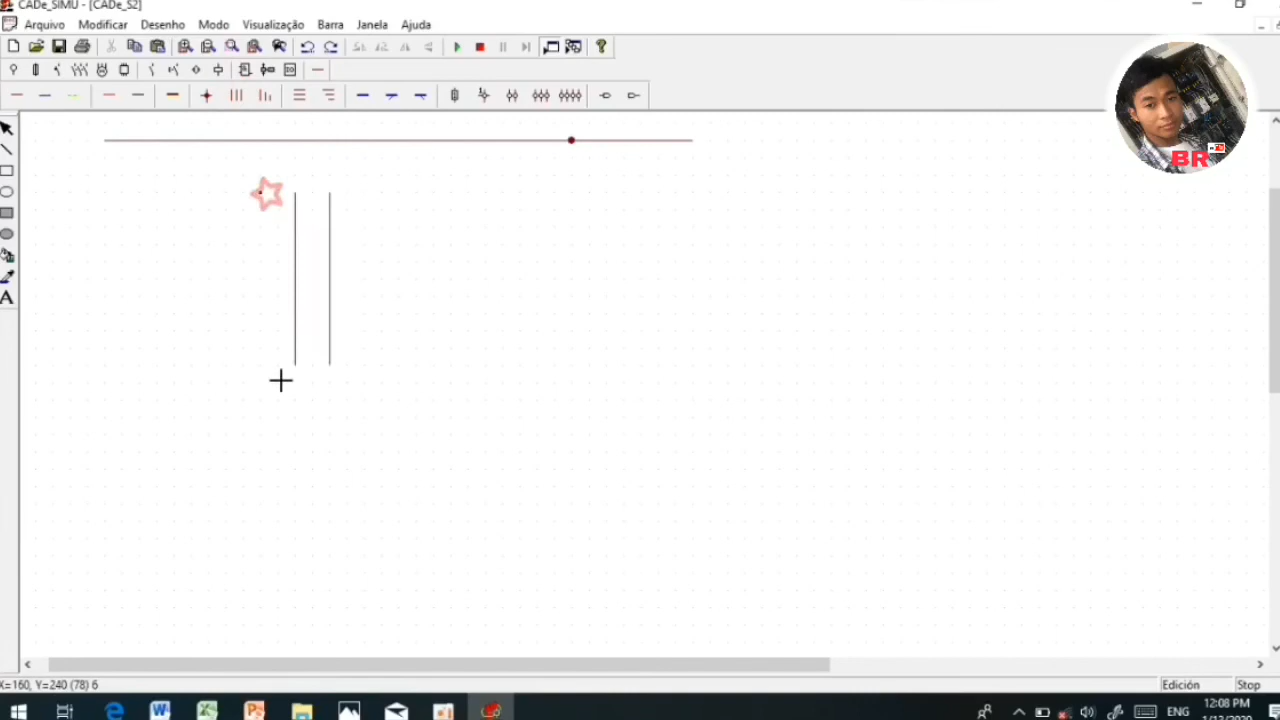 CADe_SIMU - [CADe_S2]
Arquivo Modificar Desenho Modo Visualização Barra Janela Ajuda
BR
A
X=160, Y=240 (78) 6
Edición
Stop
12:08 PM
ENG